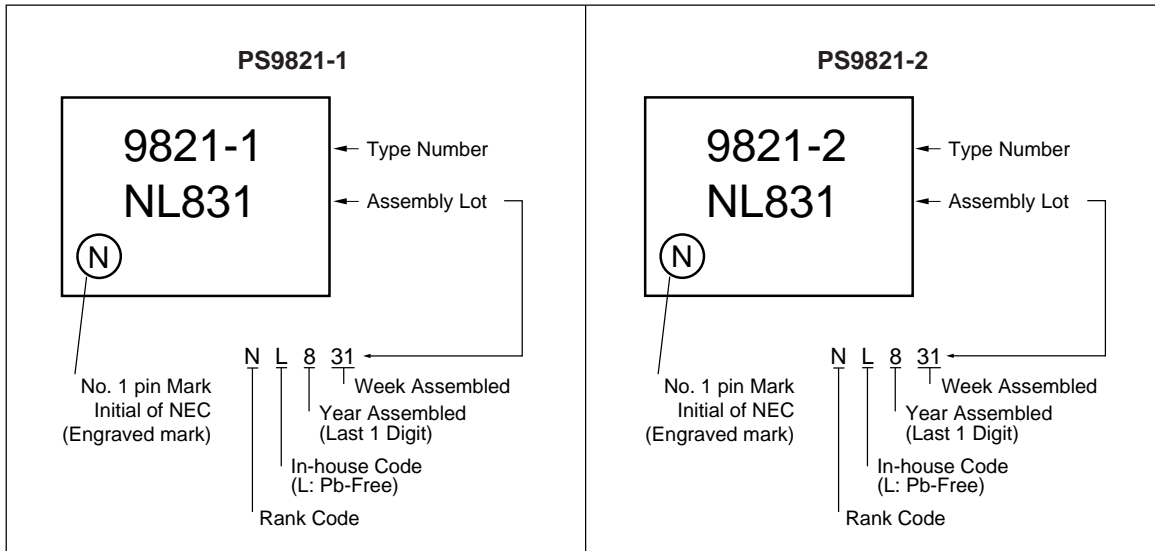 PS9821-1
9821-1
NL831
N
Type Number
Assembly Lot
N L 8 31
No. 1 pin Mark
Initial of NEC
(Engraved mark)
Week Assembled
Year Assembled
(Last 1 Digit)
In-house Code
(L: Pb-Free)
Rank Code
PS9821-2
9821-2
NL831
N
Type Number
Assembly Lot
N L 8 31
No. 1 pin Mark
Initial of NEC
(Engraved mark)
Week Assembled
Year Assembled
(Last 1 Digit)
In-house Code
(L: Pb-Free)
Rank Code